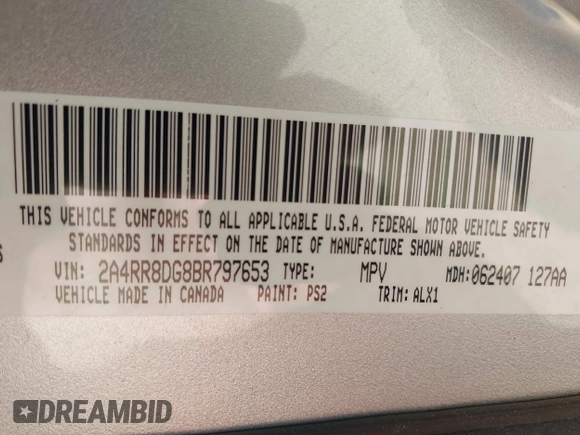 THIS VEHICLE CONFORMS TO ALL APPLICABLE U.S.A. FEDERAL MOTOR VEHICLE SAFETY
STANDARDS IN EFFECT ON THE DATE OF MANUFACTURE SHOWN ABOVE.
S
VIN: 2A4RR8DG8BR797653 TYPE: MPV MDH:062407 127AA
VEHICLE MADE IN CANADA PAINT: PS2 TRIM: ALX1
DREAMBID